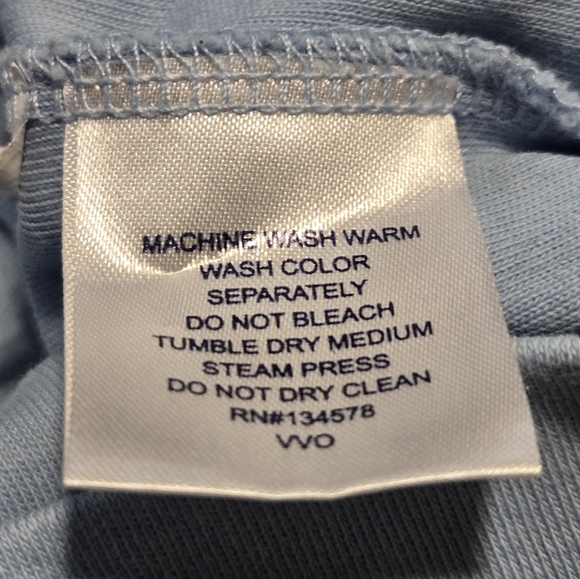 MACHINE WASH WARM
WASH COLOR
SEPARATELY
DO NOT BLEACH
TUMBLE DRY MEDIUM
STEAM PRESS
DO NOT DRY CLEAN
RN#134578
VVO